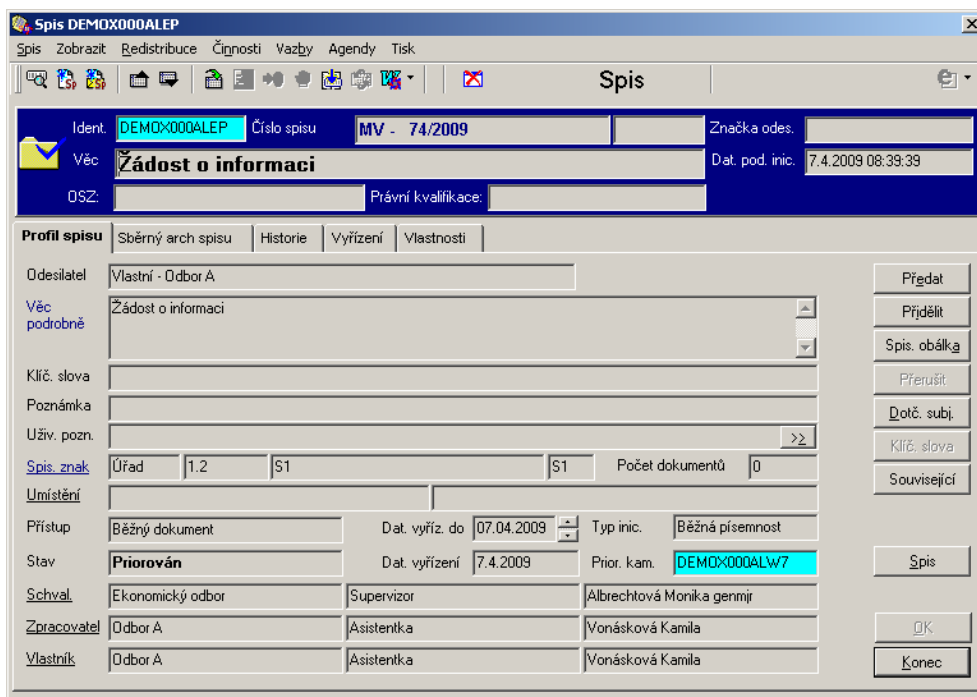 Spis DEMOX000ALEP
Spis Zobrazit Redistribuce Činnosti Vazby Agendy Tisk
Spis
Ident. DEMOX000ALEP Číslo spisu MV - 74/2009 Značka odes.
Věc Žádost o informaci Dat. pod. inic. 7.4.2009 08:39:39
OSZ: Právní kvalifikace:
Profil spisu Sběrný arch spisu Historie Vyřízení Vlastnosti
Odesilatel Vlastní - Odbor A Předat
Věc podrobně Žádost o informaci Přidělit
Spis. obálka
Klíč. slova Přerušit
Poznámka Dotč. subj.
Uživ. pozn. >> Klíč. slova
Spis. znak Úřad 1.2 S1 S1 Počet dokumentů 0 Související
Umístění
Přístup Běžný dokument Dat. vyříz. do 07.04.2009 Typ inic. Běžná písemnost
Stav Priorován Dat. vyřízení 7.4.2009 Prior. kam. DEMOX000ALW7 Spis
Schval. Ekonomický odbor Supervizor Albrechtová Monika genmjr
Zpracovatel Odbor A Asistentka Vonásková Kamila OK
Vlastník Odbor A Asistentka Vonásková Kamila Konec